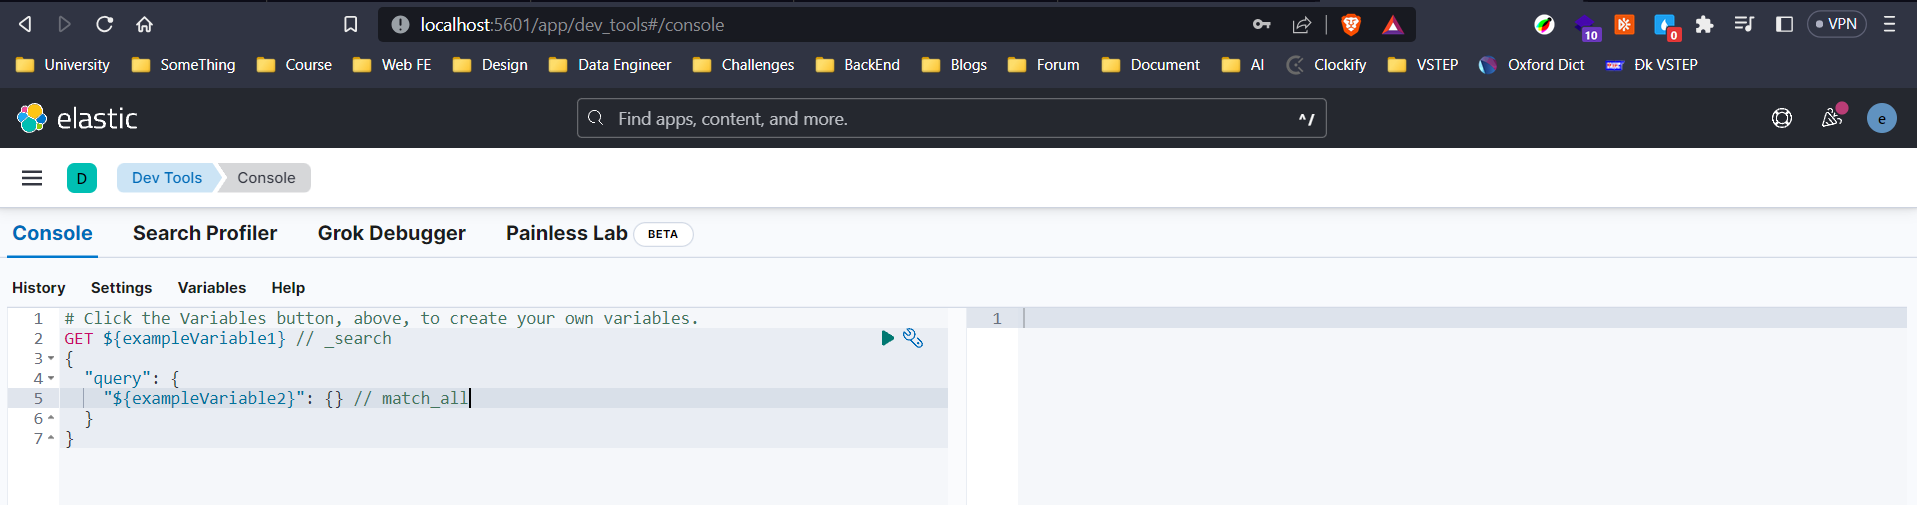 localhost:5601/app/dev_tools#/console
10
0
VPN
University SomeThing Course Web FE Design Data Engineer Challenges BackEnd Blogs Forum Document AI Clockify VSTEP Oxford Dict Đk VSTEP
elastic
Find apps, content, and more.
^/
e
D
Dev Tools
Console
Console Search Profiler Grok Debugger Painless Lab BETA
History Settings Variables Help
1 # Click the Variables button, above, to create your own variables.
2 GET ${exampleVariable1} // _search
3 {
4 "query": {
5 "${exampleVariable2}": {} // match_all
6 }
7 }
1